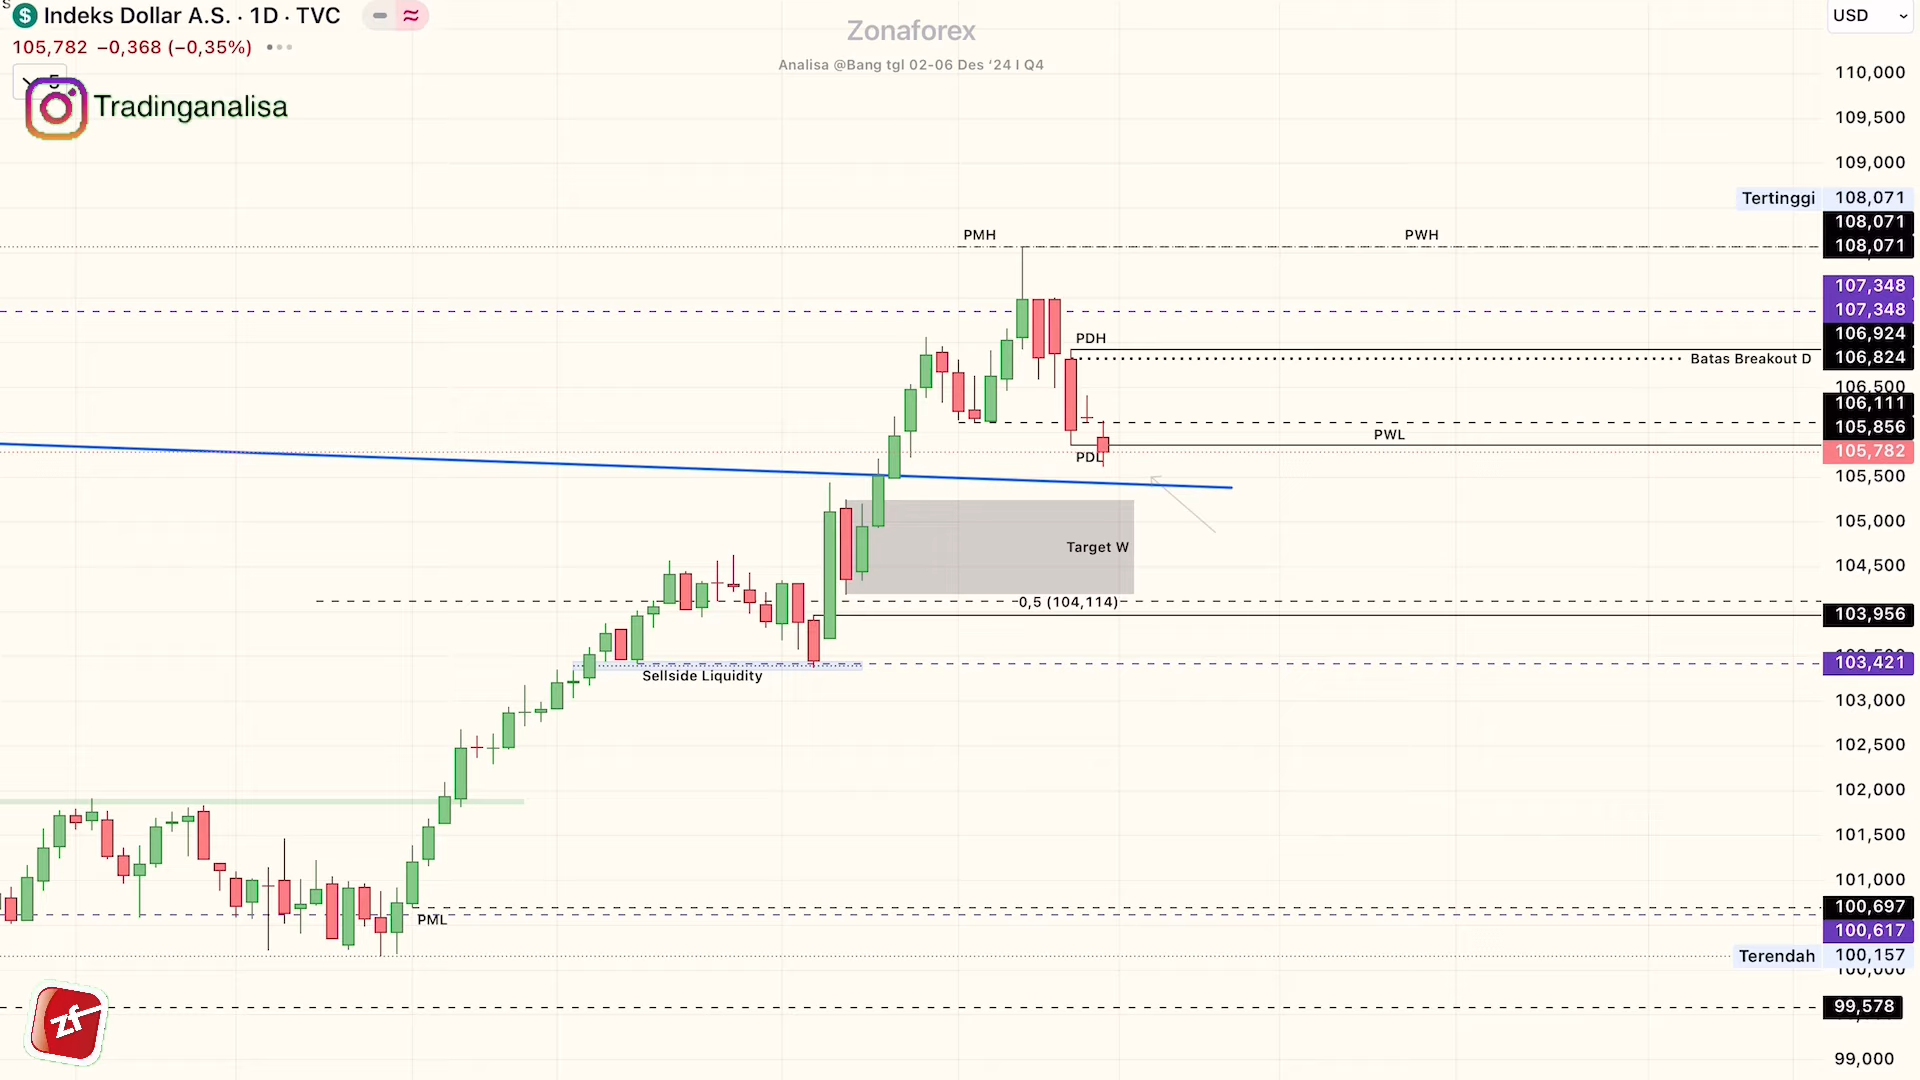 Indeks Dollar A.S. · 1D · TVC
105,782 −0,368 (−0,35%)
Tradinganalisa
Zonaforex
Analisa @Bang tgl 02-06 Des ‘24 I Q4
USD
110,000
109,500
109,000
Tertinggi 108,071
108,071
108,071
PMH
PWH
107,348
107,348
106,924
PDH
106,824
Batas Breakout D
106,500
106,111
105,856
PWL
105,782
PDL
105,500
105,000
Target W
104,500
0,5 (104,114)
103,956
103,421
Sellside Liquidity
103,000
102,500
102,000
101,500
101,000
100,697
PML
100,617
Terendah 100,157
100,000
99,578
99,000
zf